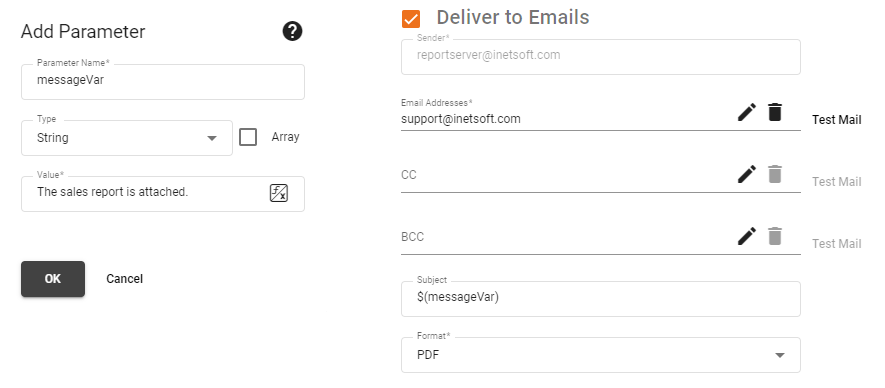 Add Parameter
?
Parameter Name*
messageVar
Type
String
Array
Value*
The sales report is attached.
OK
Cancel
Deliver to Emails
Sender*
reportserver@inetsoft.com
Email Addresses*
support@inetsoft.com
Test Mail
CC
Test Mail
BCC
Test Mail
Subject
$(messageVar)
Format*
PDF